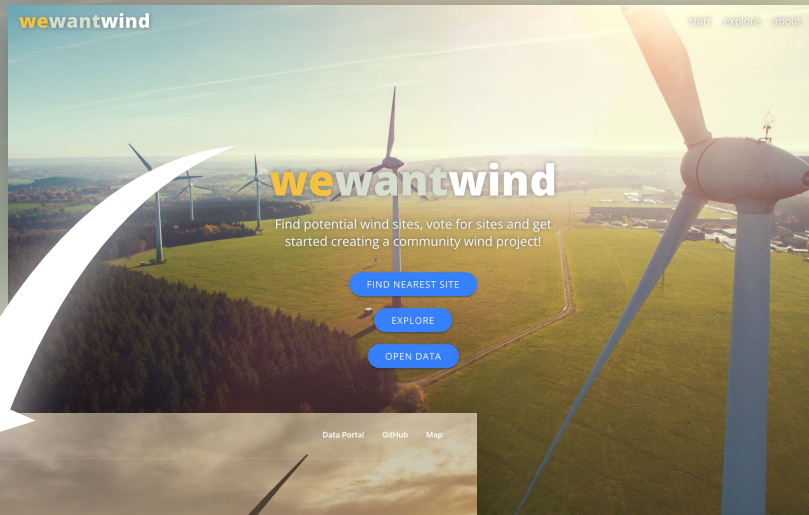 wewantwind
start explore about
wewantwind
Find potential wind sites, vote for sites and get
started creating a community wind project!
FIND NEAREST SITE
EXPLORE
OPEN DATA
Data Portal GitHub Map